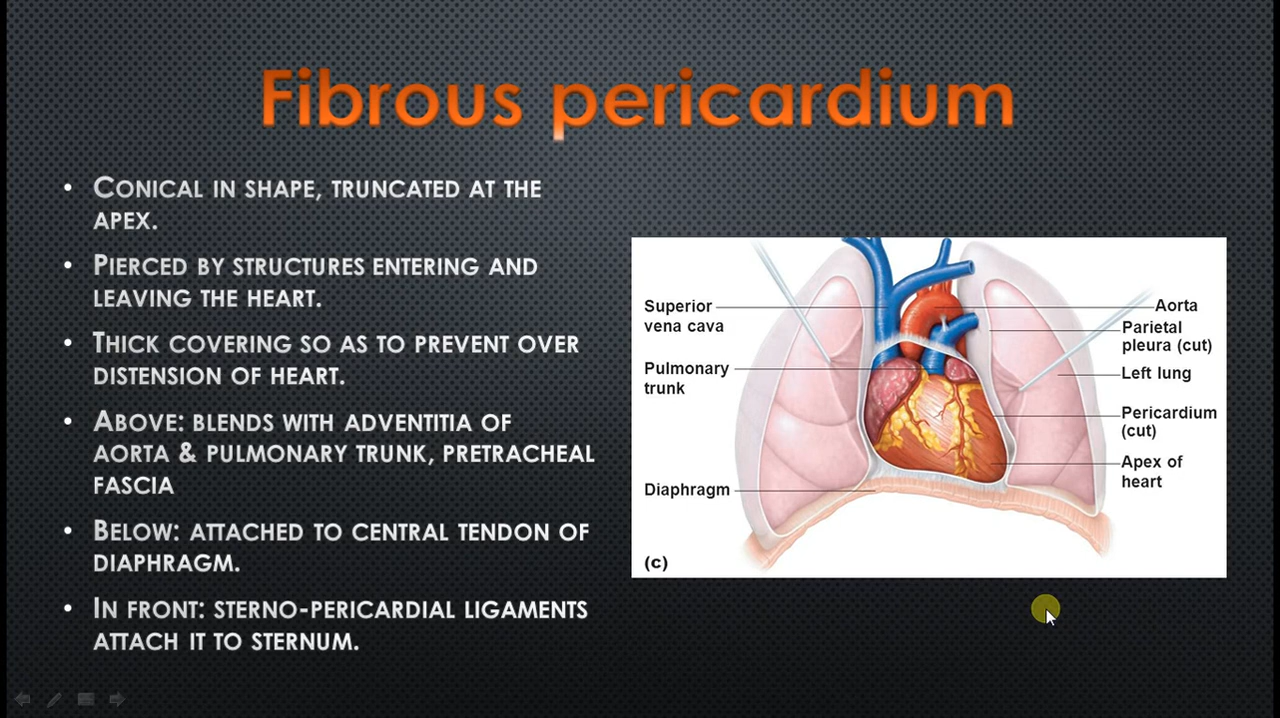 Fibrous pericardium
• Conical in shape, truncated at the
apex.
• Pierced by structures entering and
leaving the heart.
• Thick covering so as to prevent over
distension of heart.
• Above: blends with adventitia of
aorta & pulmonary trunk, pretracheal
fascia
• Below: attached to central tendon of
diaphragm.
• In front: sterno-pericardial ligaments
attach it to sternum.
Superior
vena cava
Pulmonary
trunk
Diaphragm
(c)
Aorta
Parietal
pleura (cut)
Left lung
Pericardium
(cut)
Apex of
heart